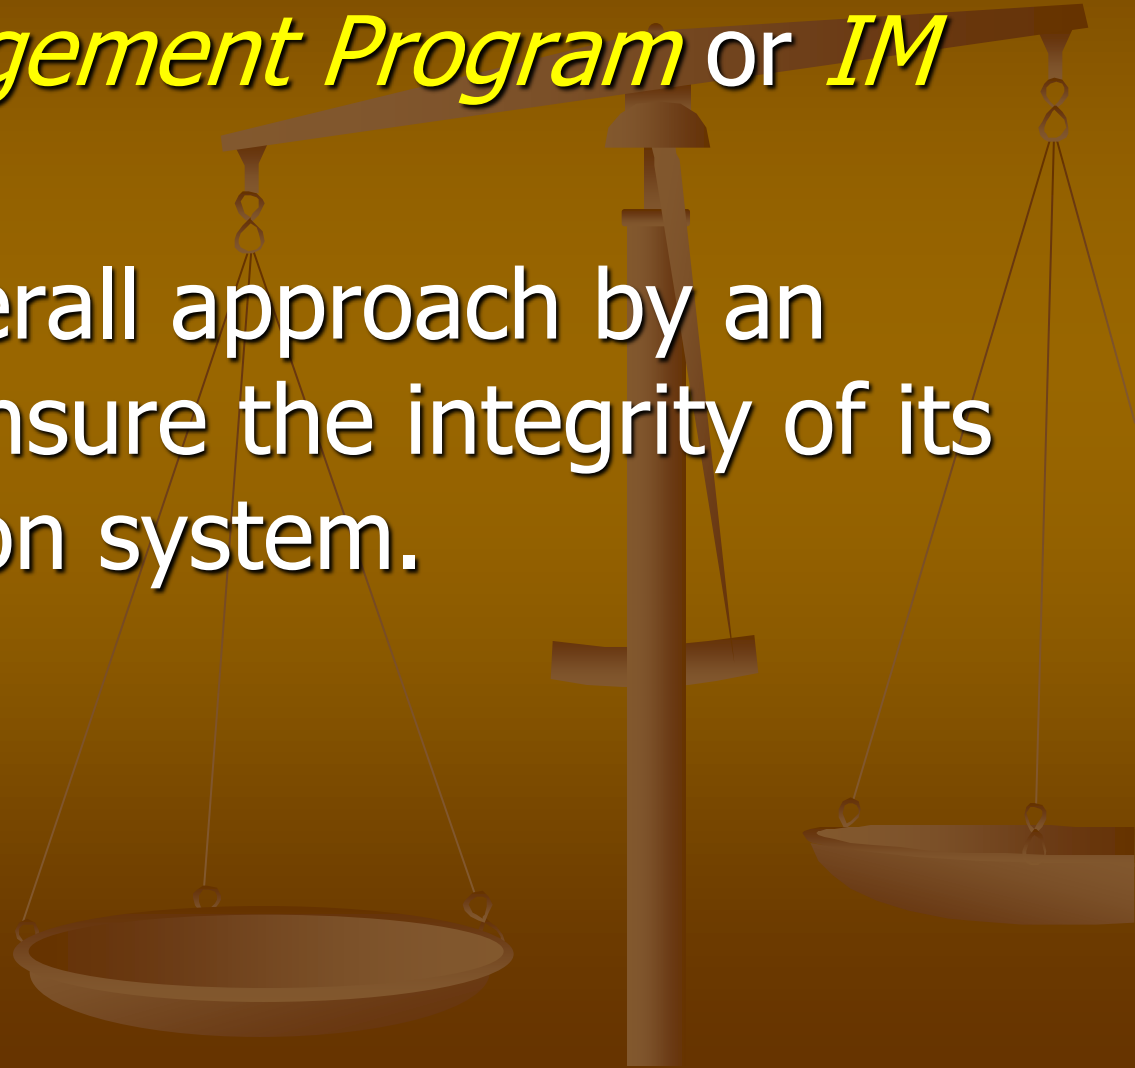 gement Program or IM
erall approach by an
nsure the integrity of its
on system.